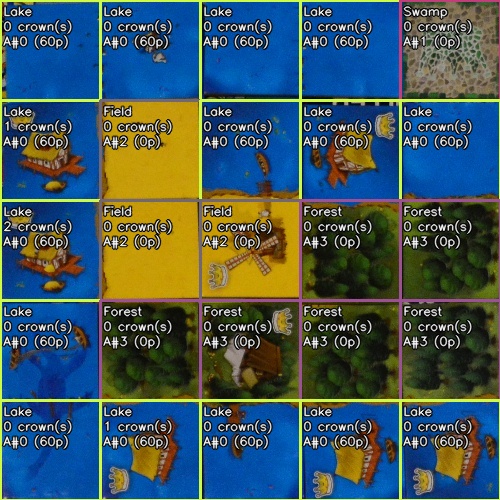 Lake
0 crown(s)
A#0 (60p)
Lake
0 crown(s)
A#0 (60p)
Lake
0 crown(s)
A#0 (60p)
Lake
0 crown(s)
A#0 (60p)
Swamp
0 crown(s)
A#1 (0p)
Lake
1 crown(s)
A#0 (60p)
Field
0 crown(s)
A#2 (0p)
Lake
0 crown(s)
A#0 (60p)
Lake
0 crown(s)
A#0 (60p)
Lake
0 crown(s)
A#0 (60p)
Lake
2 crown(s)
A#0 (60p)
Field
0 crown(s)
A#2 (0p)
Field
0 crown(s)
A#2 (0p)
Forest
0 crown(s)
A#3 (0p)
Forest
0 crown(s)
A#3 (0p)
Lake
0 crown(s)
A#0 (60p)
Forest
0 crown(s)
A#3 (0p)
Forest
0 crown(s)
A#3 (0p)
Forest
0 crown(s)
A#3 (0p)
Forest
0 crown(s)
A#3 (0p)
Lake
0 crown(s)
A#0 (60p)
Lake
1 crown(s)
A#0 (60p)
Lake
0 crown(s)
A#0 (60p)
Lake
0 crown(s)
A#0 (60p)
Lake
0 crown(s)
A#0 (60p)